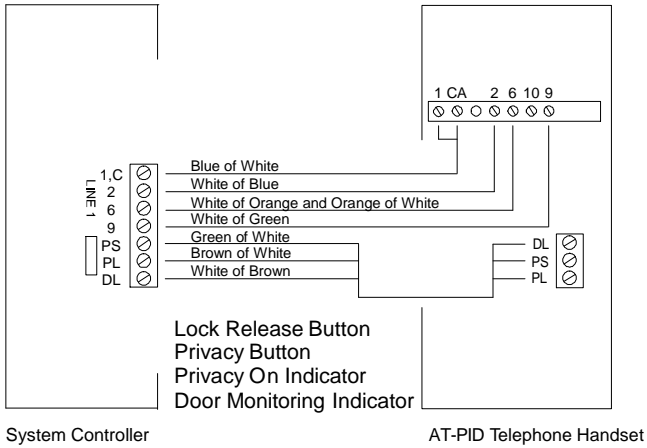 1 CA 2 6 10 9
Blue of White
1,C
White of Blue
2
White of Orange and Orange of White
6
White of Green
9
LINE 1
Green of White
PS
Brown of White
PL
White of Brown
DL
DL
PS
PL
Lock Release Button
Privacy Button
Privacy On Indicator
Door Monitoring Indicator
System Controller
AT-PID Telephone Handset